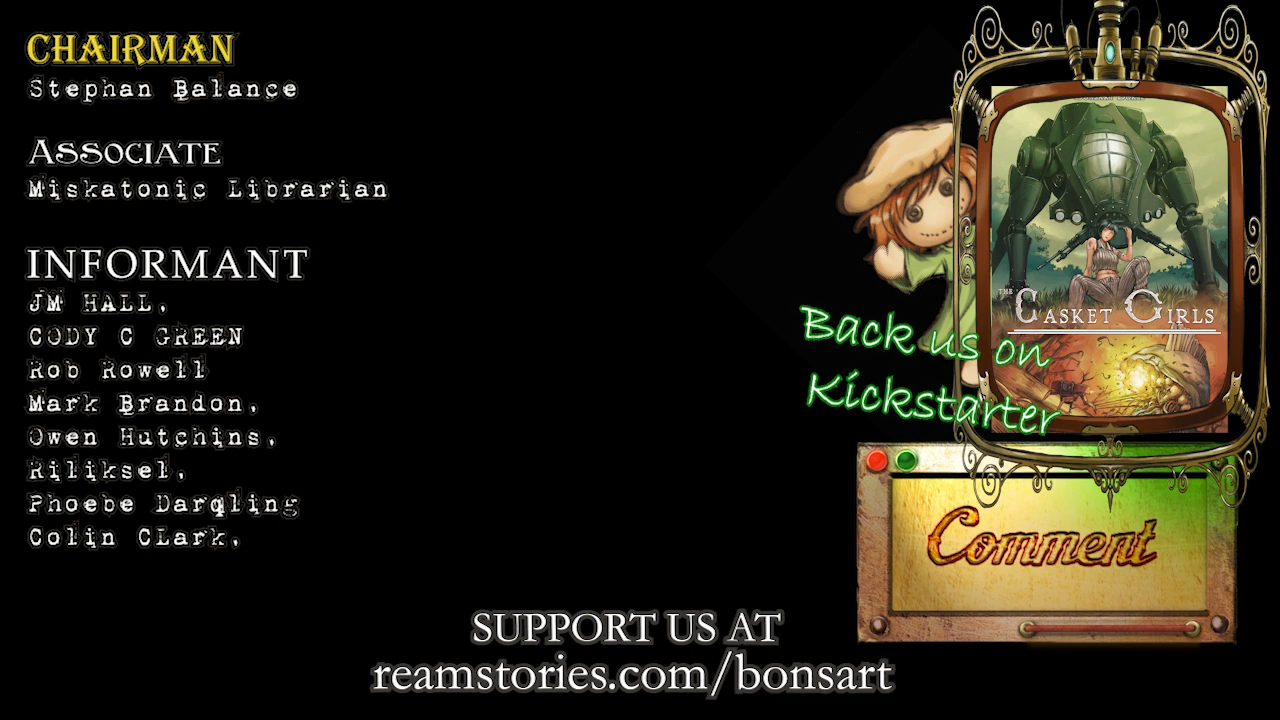 CHAIRMAN
Stephan Balance
ASSOCIATE
Miskatonic Librarian
INFORMANT
JM HALL,
CODY C GREEN
Rob Rowell
Mark Brandon,
Owen Hutchins,
Riliksel,
Phoebe Darqling
Colin CLark,
THE
CASKET GIRLS
Back us on
Kickstarter
Comment
SUPPORT US AT
reamstories.com/bonsart